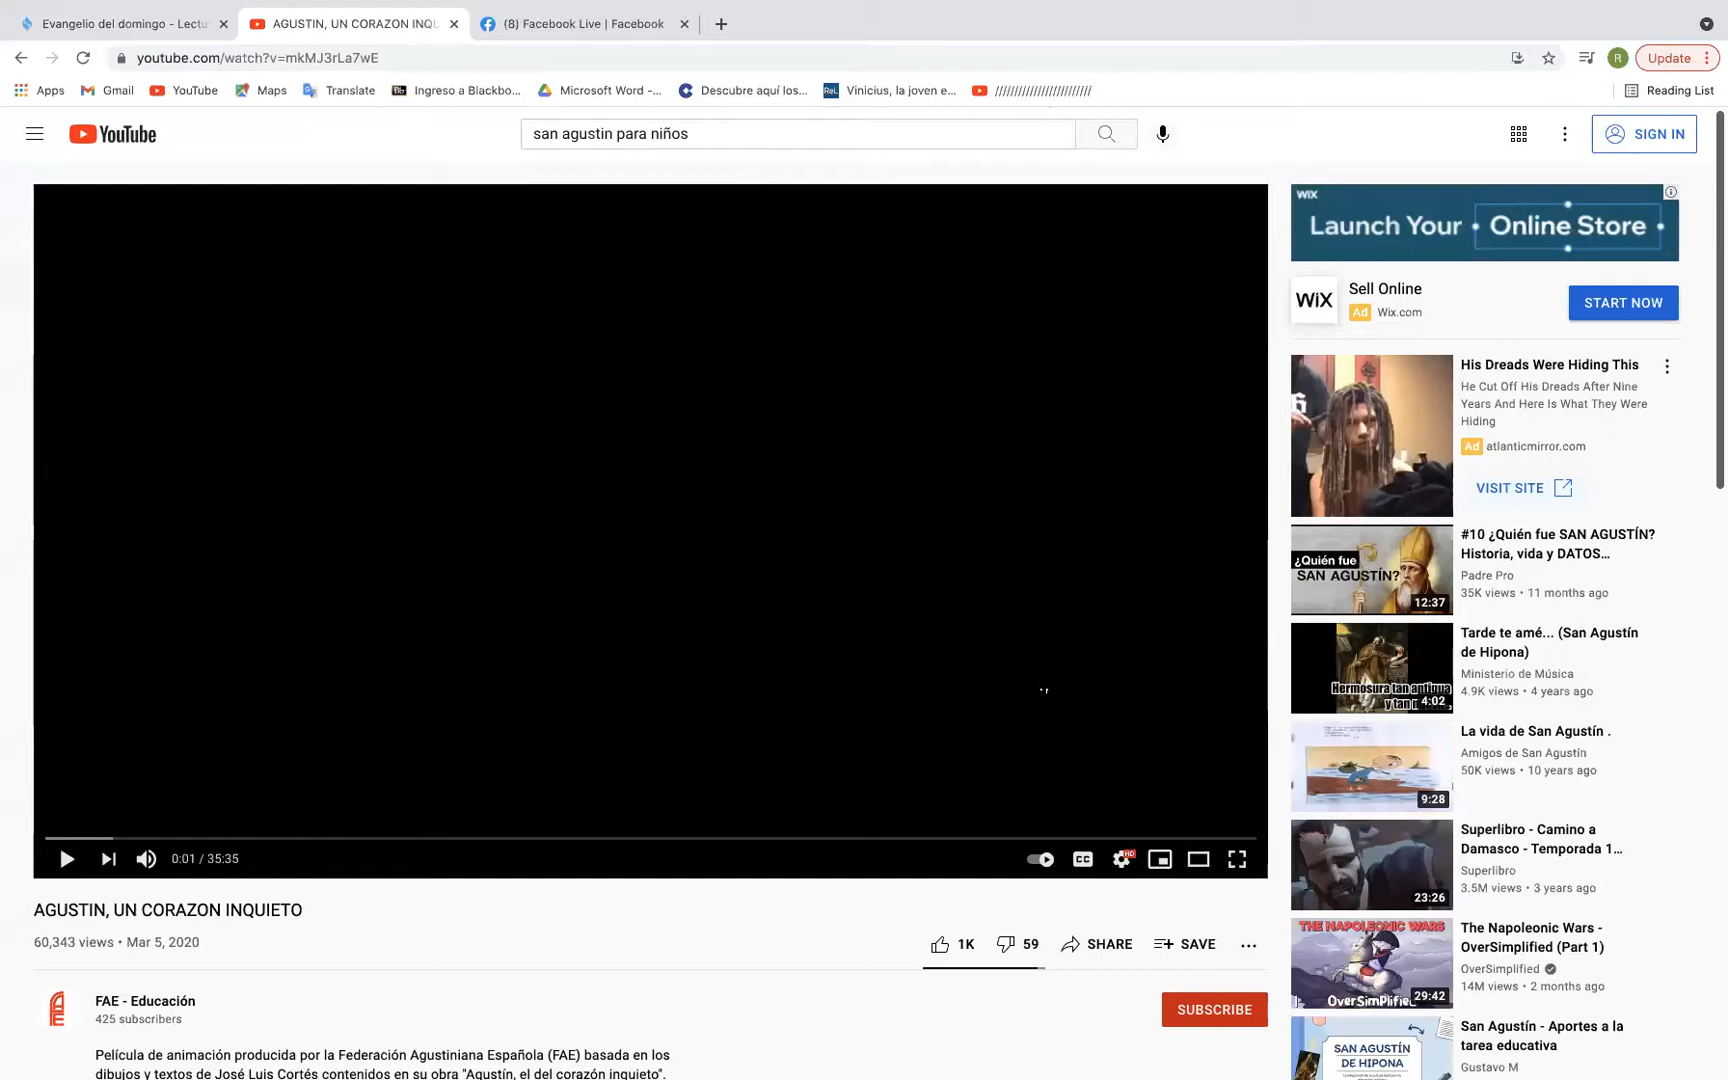 Evangelio del domingo - Lectu
AGUSTIN, UN CORAZON INQU
(8) Facebook Live | Facebook
youtube.com/watch?v=mkMJ3rLa7wE
R
Update
Apps
Gmail
YouTube
Maps
Translate
Bb
Ingreso a Blackbo...
Microsoft Word -...
Descubre aquí los...
ReL
Vinicius, la joven e...
/////////////////////////
Reading List
YouTube
san agustin para niños
SIGN IN
WIX
Launch Your Online Store
WiX
Sell Online
Ad Wix.com
START NOW
His Dreads Were Hiding This
He Cut Off His Dreads After Nine
Years And Here Is What They Were
Hiding
Ad atlanticmirror.com
VISIT SITE
¿Quién fue
SAN AGUSTÍN?
12:37
#10 ¿Quién fue SAN AGUSTÍN?
Historia, vida y DATOS...
Padre Pro
35K views • 11 months ago
Hermosura tan antigua
y tan
4:02
Tarde te amé... (San Agustín
de Hipona)
Ministerio de Música
4.9K views • 4 years ago
9:28
La vida de San Agustín .
Amigos de San Agustín
50K views • 10 years ago
23:26
Superlibro - Camino a
Damasco - Temporada 1...
Superlibro
3.5M views • 3 years ago
THE NAPOLEONIC WARS
OverSimplified
29:42
The Napoleonic Wars -
OverSimplified (Part 1)
OverSimplified
14M views • 2 months ago
SAN AGUSTÍN
DE HIPONA
San Agustín - Aportes a la
tarea educativa
Gustavo M
0:01 / 35:35
CC
HD
AGUSTIN, UN CORAZON INQUIETO
60,343 views • Mar 5, 2020
1K
59
SHARE
SAVE
FAE
FAE - Educación
425 subscribers
SUBSCRIBE
Película de animación producida por la Federación Agustiniana Española (FAE) basada en los
dibujos y textos de José Luis Cortés contenidos en su obra "Agustín, el del corazón inquieto".